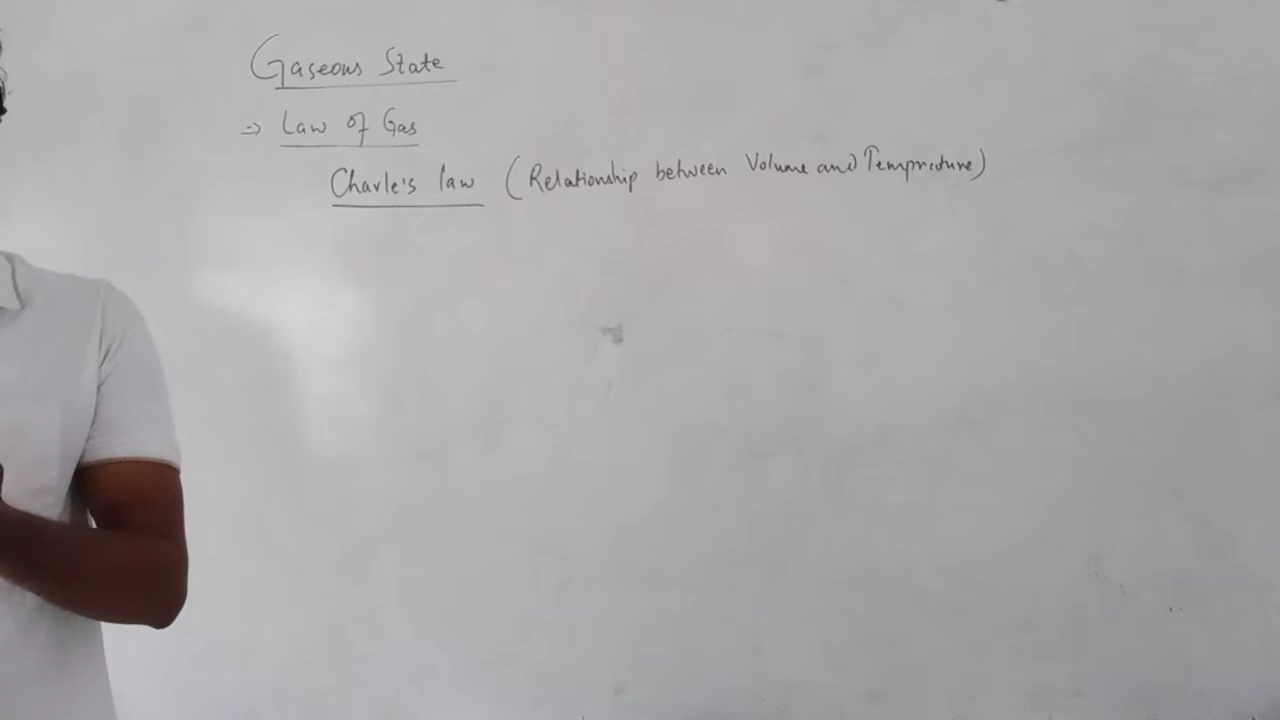 Gaseous State
⇒ Law of Gas
Charle's law (Relationship between Volume and Temprature)